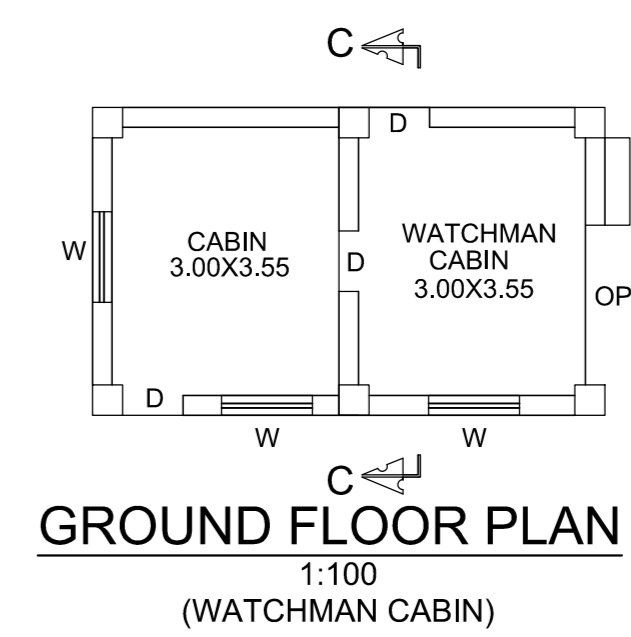 C
D
CABIN
3.00X3.55
W
D
WATCHMAN
CABIN
3.00X3.55
OP
D
W
W
C
GROUND FLOOR PLAN
1:100
(WATCHMAN CABIN)